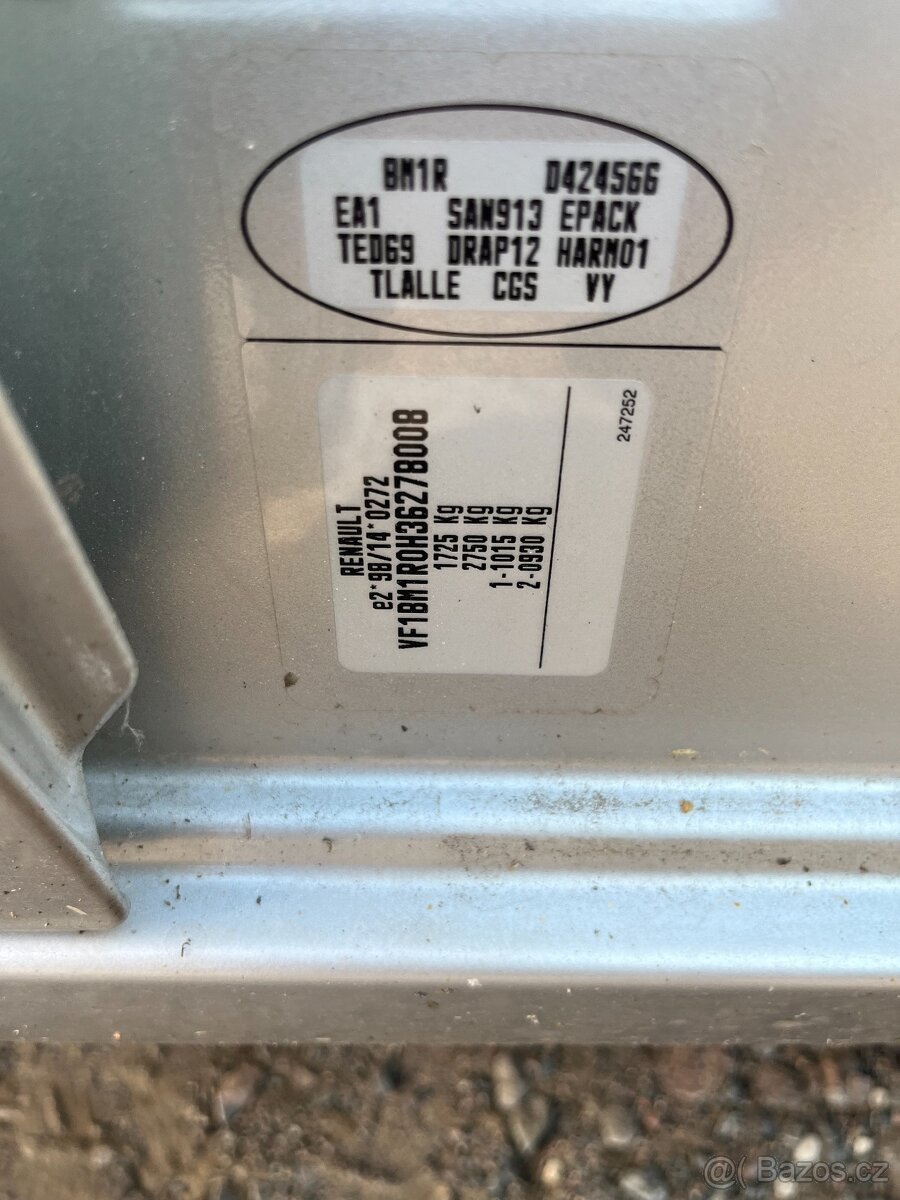 BM1R D424566
EA1 SAN913 EPACK
TED69 DRAP12 HARM01
TLALLE CGS VY
RENAULT
e2*98/14*0272
VF1BM1R0H36278008
1725 Kg
2750 Kg
1-1015 Kg
2-0930 Kg
247252
@( Bazos.cz